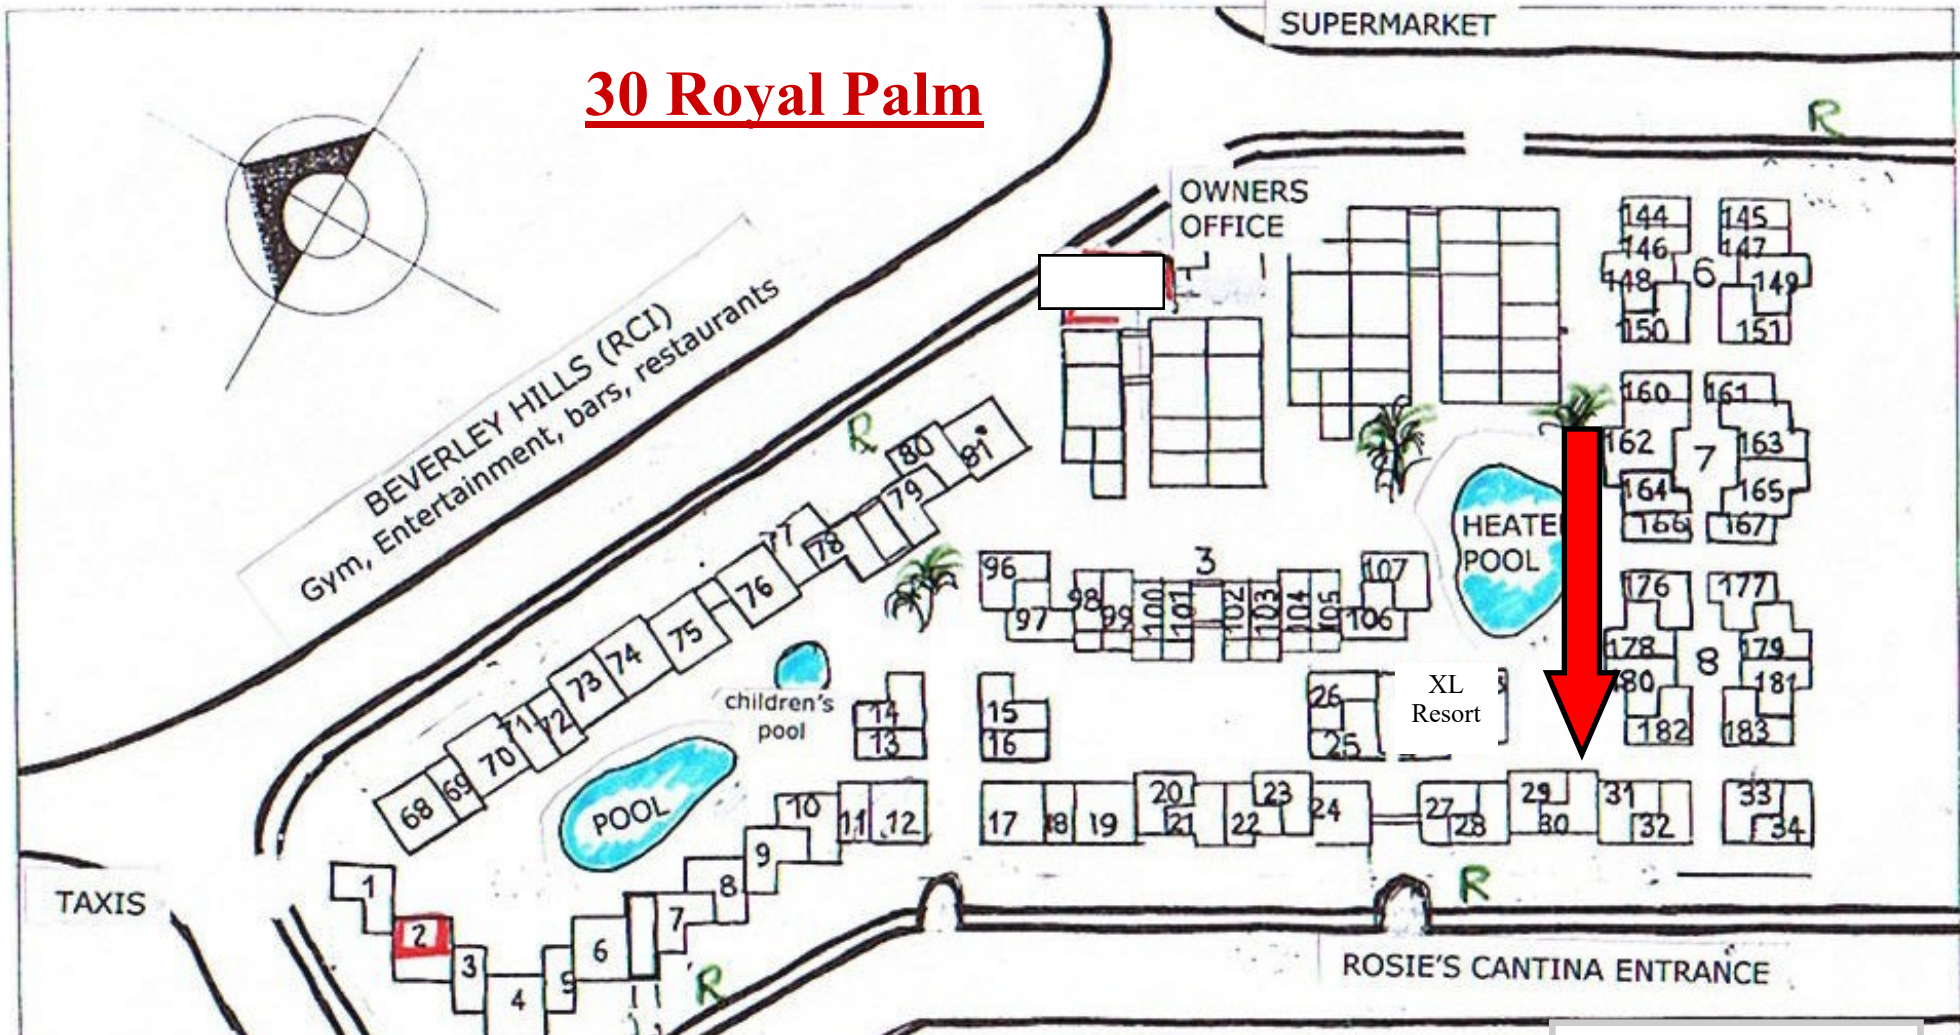 SUPERMARKET
30 Royal Palm
R
OWNERS
OFFICE
BEVERLEY HILLS (RCI)
Gym, Entertainment, bars, restaurants
144 145
146 147
148 6 149
150 151
160 161
162 7 163
164 165
166 167
R
80 81
79
77 78
76
75
74
73
72
71
70
69
68
HEATE
POOL
3
96 107
97 98 99 100 101 102 103 104 105 106
176 177
178 8 179
180 181
182 183
children's
pool
14 15
13 16
26
25
XL
Resort
POOL
10
11 12
17 18 19 20 21 22 23 24
27 28 29 30 31 32 33 34
9
8
7
6
5
4
3
2
1
TAXIS
R
R
ROSIE'S CANTINA ENTRANCE